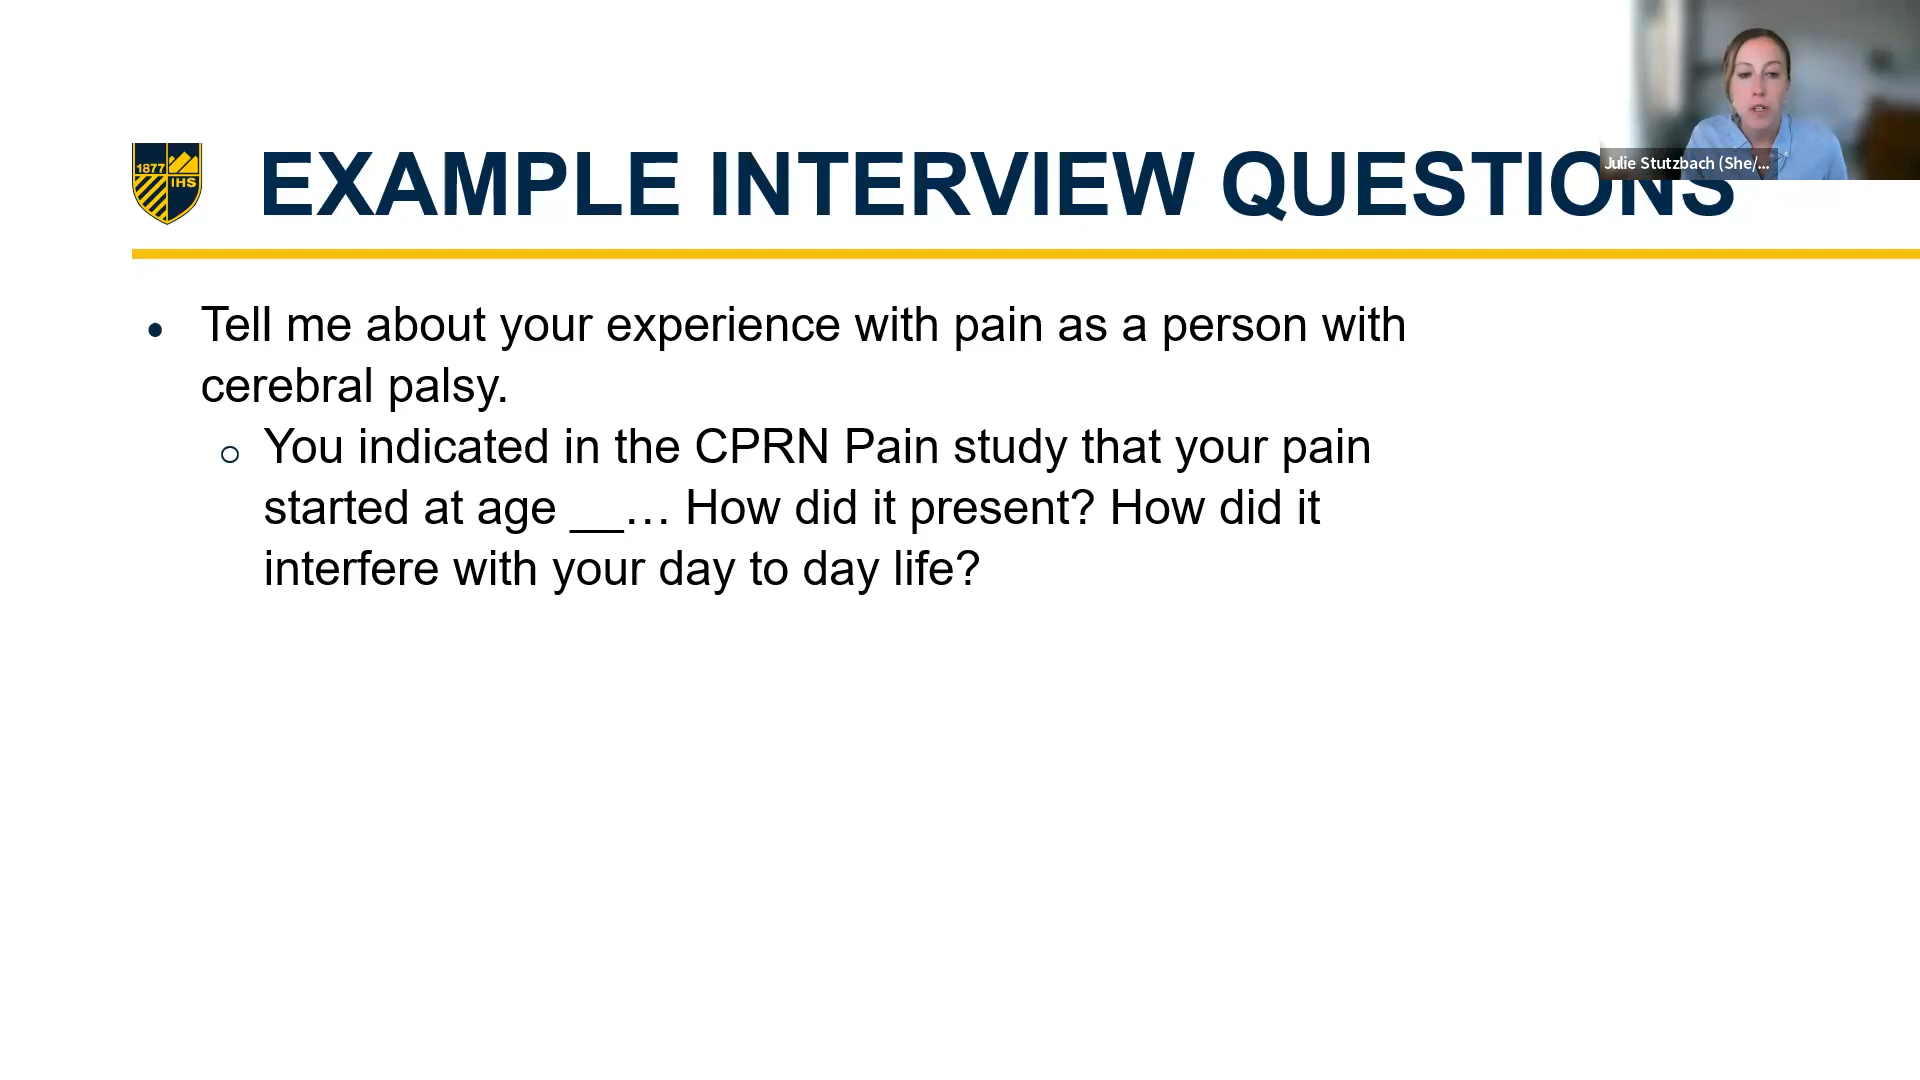 Julie Stutzbach (She/...
1877
IHS
EXAMPLE INTERVIEW QUESTIONS
• Tell me about your experience with pain as a person with
cerebral palsy.
○ You indicated in the CPRN Pain study that your pain
started at age __… How did it present? How did it
interfere with your day to day life?